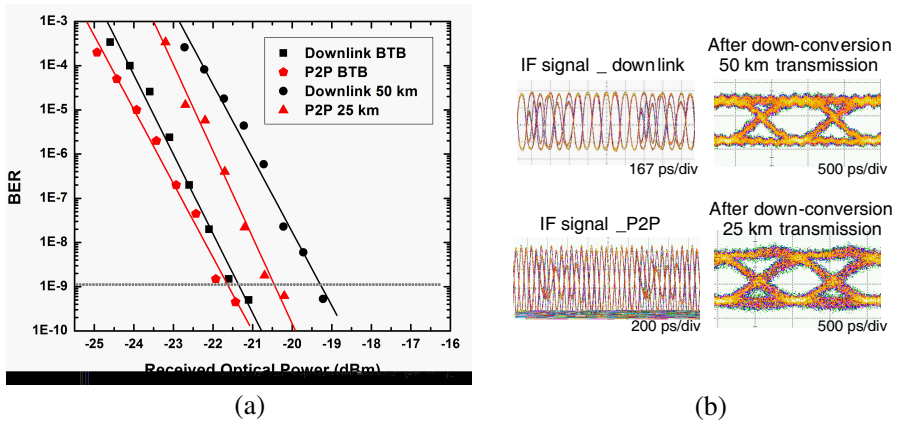 1E-3
1E-4
1E-5
1E-6
1E-7
1E-8
1E-9
1E-10
BER
Downlink BTB
P2P BTB
Downlink 50 km
P2P 25 km
-25 -24 -23 -22 -21 -20 -19 -18 -17 -16
Received Optical Power (dBm)
(a)
IF signal _ downlink
167 ps/div
After down-conversion
50 km transmission
500 ps/div
IF signal _P2P
200 ps/div
After down-conversion
25 km transmission
500 ps/div
(b)